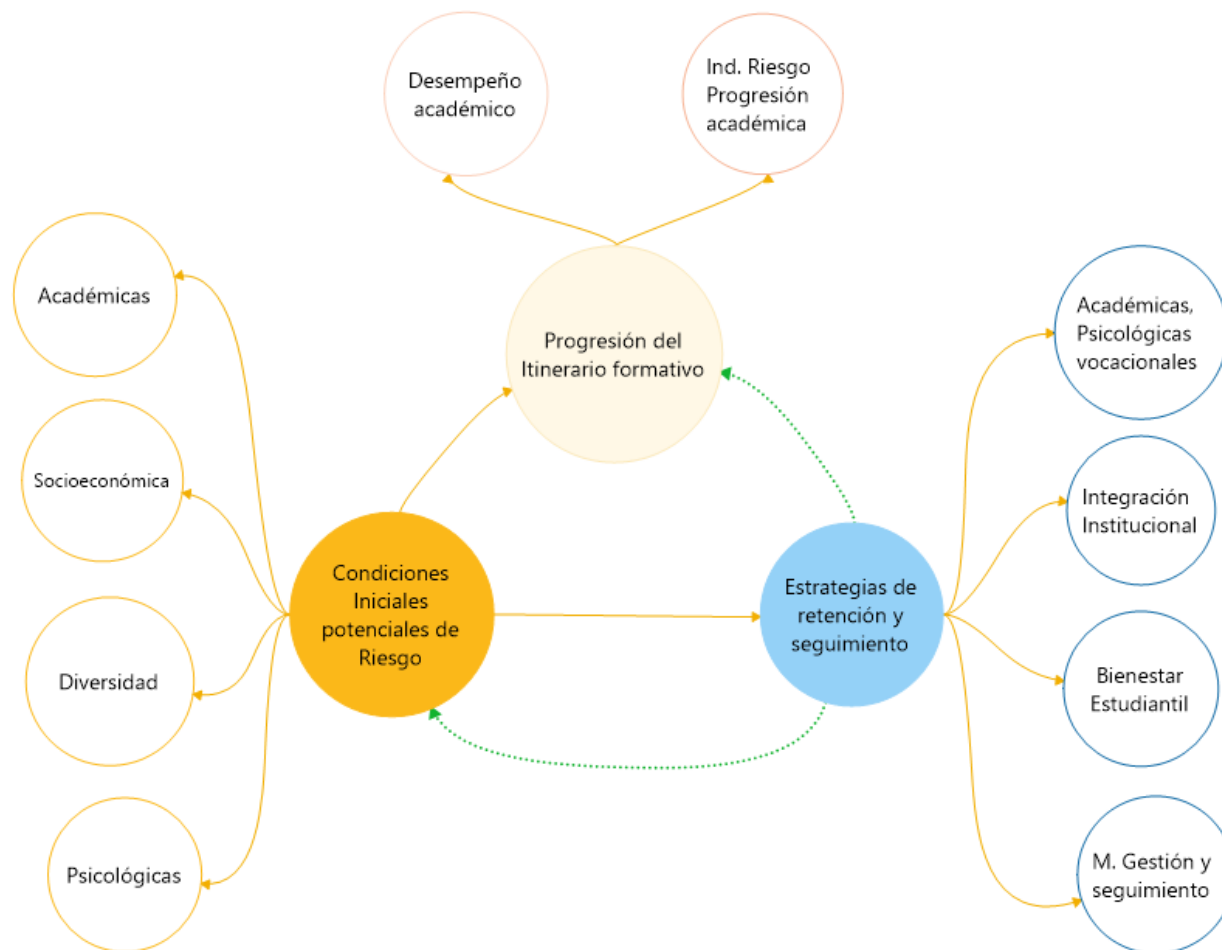 Desempeño
académico
Ind. Riesgo
Progresión
académica
Académicas
Progresión del
Itinerario formativo
Académicas,
Psicológicas
vocacionales
Socioeconómica
Integración
Institucional
Condiciones
Iniciales
potenciales de
Riesgo
Estrategias de
retención y
seguimiento
Diversidad
Bienestar
Estudiantil
Psicológicas
M. Gestión y
seguimiento